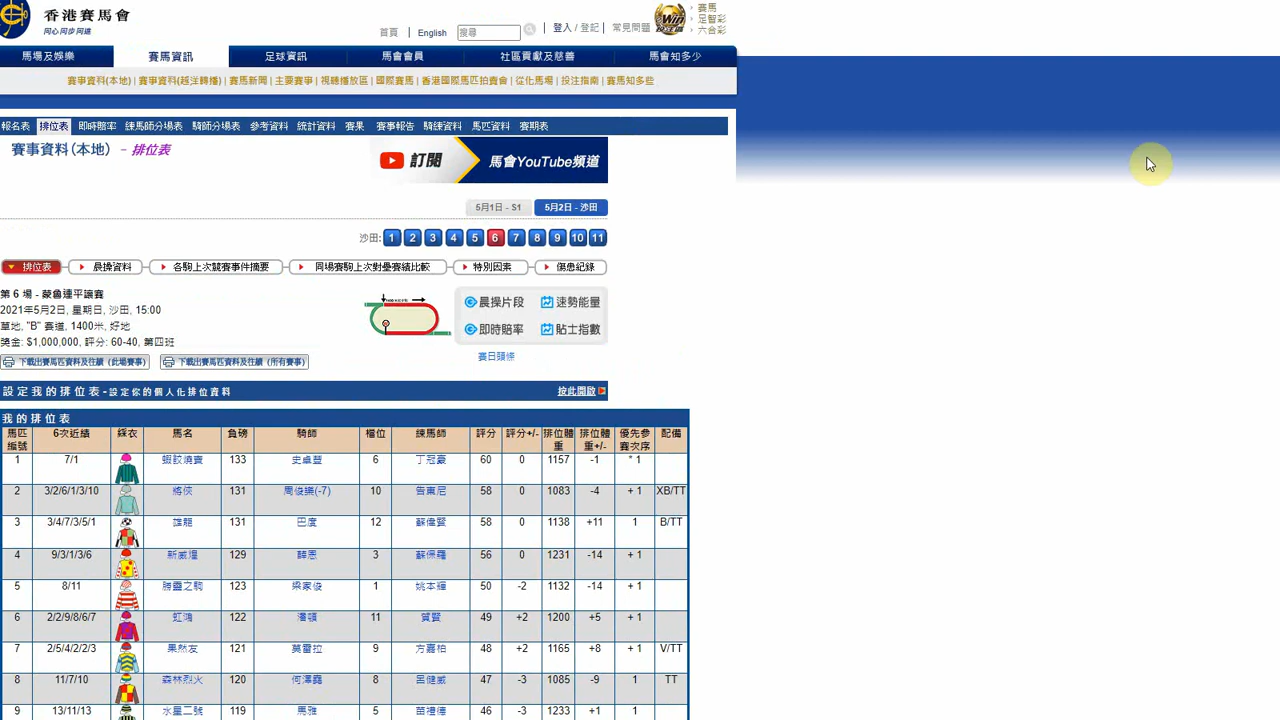 香港賽馬會
同心同步同進
首頁 | English 搜尋 | 登入 / 登記 | 常見問題
賽馬
足智彩
六合彩
馬場及娛樂 賽馬資訊 足球資訊 馬會會員 社區貢獻及慈善 馬會知多少
賽事資料(本地) | 賽事資料(越洋轉播) | 賽馬新聞 | 主要賽事 | 視聽播放區 | 國際賽馬 | 香港國際馬匹拍賣會 | 從化馬場 | 投注指南 | 賽馬知多些
報名表 排位表 即時賠率 練馬師分場表 騎師分場表 參考資料 統計資料 賽果 賽事報告 騎練資料 馬匹資料 賽期表
賽事資料(本地) - 排位表
訂閱 馬會YouTube頻道
5月1日 - S1 5月2日 - 沙田
沙田: 1 2 3 4 5 6 7 8 9 10 11
排位表 晨操資料 各駒上次競賽事件摘要 同場賽駒上次對疊賽績比較 特別因素 傷患紀錄
第 6 場 - 蒙魯連平讓賽
2021年5月2日, 星期日, 沙田, 15:00
草地, "B" 賽道, 1400米, 好地
獎金: $1,000,000, 評分: 60-40, 第四班
晨操片段 速勢能量
即時賠率 貼士指數
賽日頭條
下載出賽馬匹資料及往績 (此場賽事) 下載出賽馬匹資料及往績 (所有賽事)
設定我的排位表-設定你的個人化排位資料 按此開啟
我的排位表
馬匹編號 6次近績 綵衣 馬名 負磅 騎師 檔位 練馬師 評分 評分+/- 排位體重 排位體重+/- 優先參賽次序 配備
1 7/1 蝦餃燒賣 133 史卓豐 6 丁冠豪 60 0 1157 -1 * 1
2 3/2/6/1/3/10 將俠 131 周俊樂(-7) 10 告東尼 58 0 1083 -4 + 1 XB/TT
3 3/4/7/3/5/1 雄龍 131 巴度 12 蘇偉賢 58 0 1138 +11 1 B/TT
4 9/3/1/3/6 新威煌 129 薛恩 3 蘇保羅 56 0 1231 -14 + 1
5 8/11 勝靈之駒 123 梁家俊 1 姚本輝 50 -2 1132 -14 + 1
6 2/2/9/8/6/7 虹鴻 122 潘頓 11 賀賢 49 +2 1200 +5 + 1
7 2/5/4/2/2/3 果然友 121 莫雷拉 9 方嘉柏 48 +2 1165 +8 + 1 V/TT
8 11/7/10 森林烈火 120 何澤堯 8 呂健威 47 -3 1085 -9 1 TT
9 13/11/13 水星二號 119 馬雅 5 苗禮德 46 -3 1233 +1 1